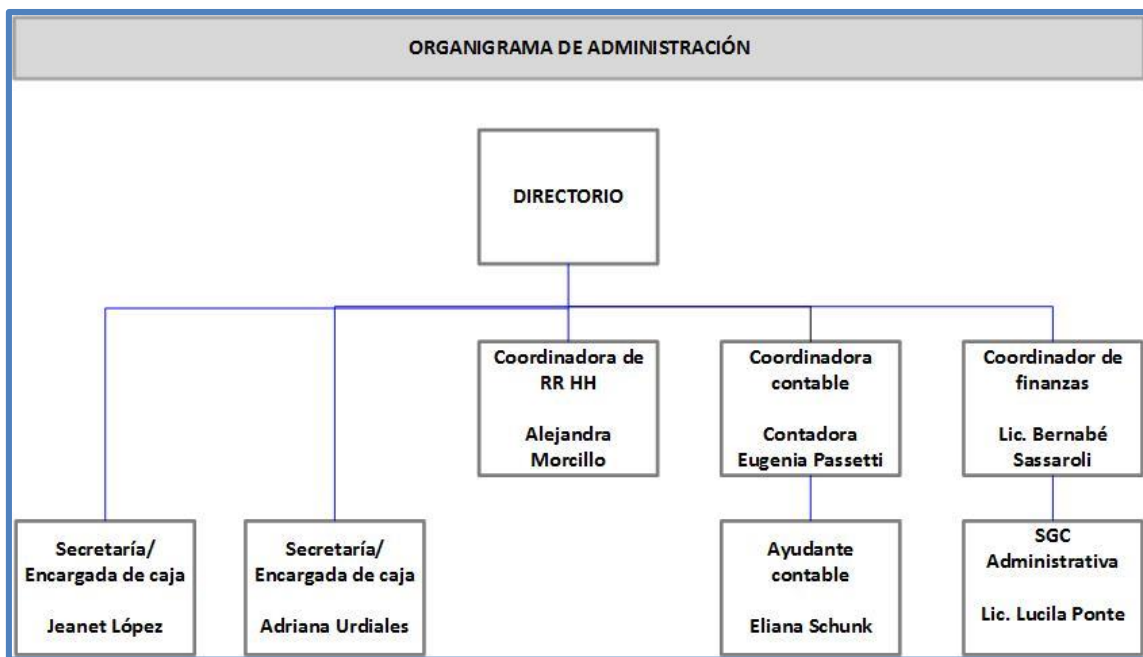 ORGANIGRAMA DE ADMINISTRACIÓN
DIRECTORIO
Coordinadora de
RR HH
Alejandra
Morcillo
Coordinadora
contable
Contadora
Eugenia Passetti
Coordinador de
finanzas
Lic. Bernabé
Sassaroli
Secretaría/
Encargada de caja
Jeanet López
Secretaría/
Encargada de caja
Adriana Urdiales
Ayudante
contable
Eliana Schunk
SGC
Administrativa
Lic. Lucila Ponte